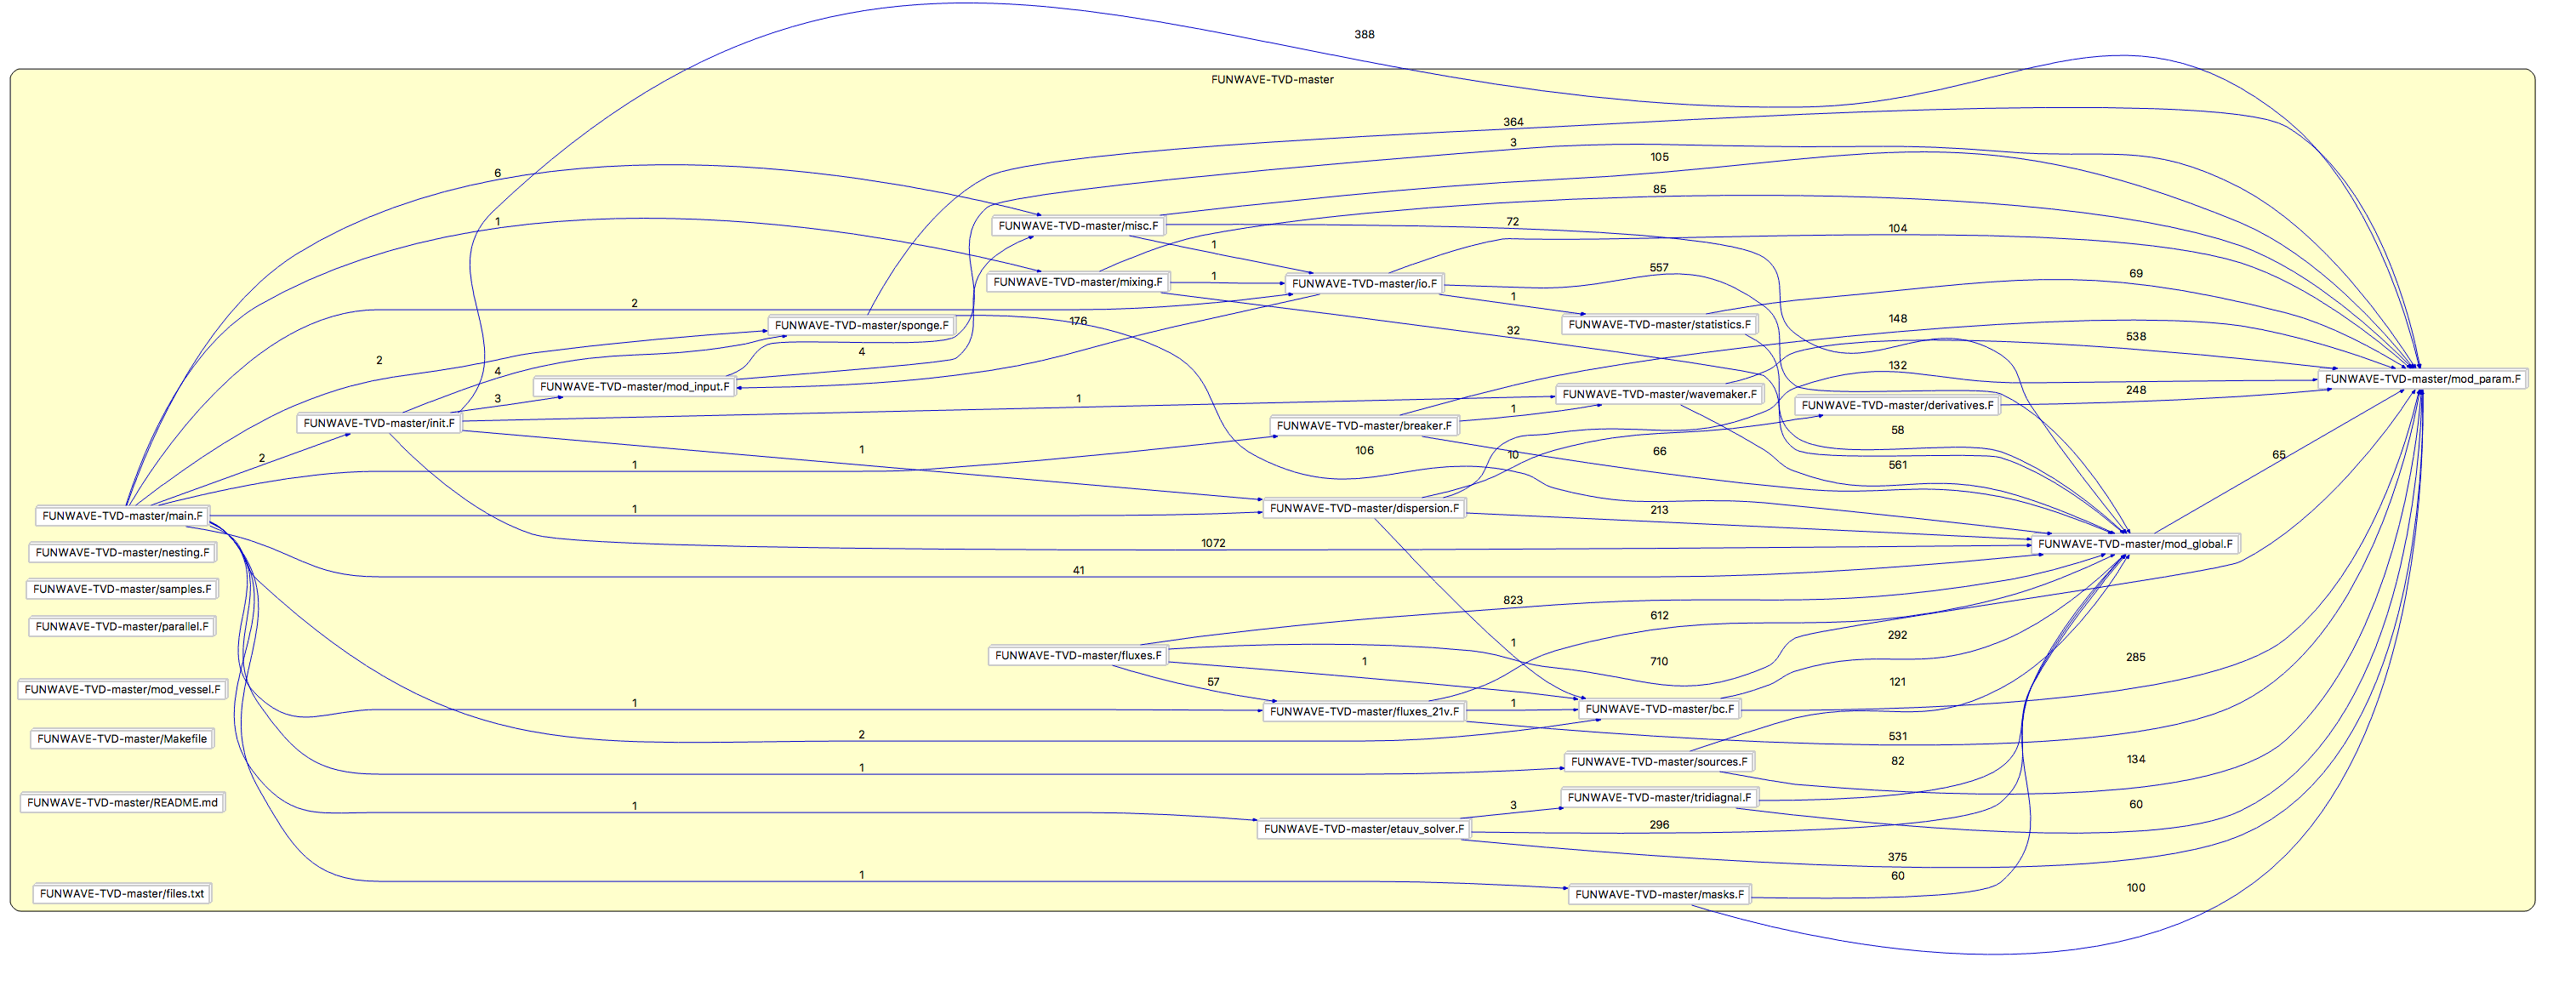 388
FUNWAVE-TVD-master
364
3
105
6
85
1
72
FUNWAVE-TVD-master/misc.F
104
1
557
69
FUNWAVE-TVD-master/mixing.F
1
FUNWAVE-TVD-master/io.F
2
1
176
FUNWAVE-TVD-master/sponge.F
32
FUNWAVE-TVD-master/statistics.F
148
538
2
4
132
4
FUNWAVE-TVD-master/mod_input.F
FUNWAVE-TVD-master/mod_param.F
248
3
1
FUNWAVE-TVD-master/wavemaker.F
FUNWAVE-TVD-master/derivatives.F
1
FUNWAVE-TVD-master/init.F
FUNWAVE-TVD-master/breaker.F
58
2
1
106
10
66
65
1
561
FUNWAVE-TVD-master/main.F
1
FUNWAVE-TVD-master/dispersion.F
213
FUNWAVE-TVD-master/nesting.F
1072
FUNWAVE-TVD-master/mod_global.F
41
FUNWAVE-TVD-master/samples.F
823
612
FUNWAVE-TVD-master/parallel.F
292
1
FUNWAVE-TVD-master/fluxes.F
1
710
285
57
121
FUNWAVE-TVD-master/mod_vessel.F
1
FUNWAVE-TVD-master/fluxes_21v.F
1
FUNWAVE-TVD-master/bc.F
FUNWAVE-TVD-master/Makefile
2
531
1
FUNWAVE-TVD-master/sources.F
82
134
FUNWAVE-TVD-master/README.md
1
3
FUNWAVE-TVD-master/tridiagnal.F
60
FUNWAVE-TVD-master/etauv_solver.F
296
375
1
60
100
FUNWAVE-TVD-master/files.txt
FUNWAVE-TVD-master/masks.F